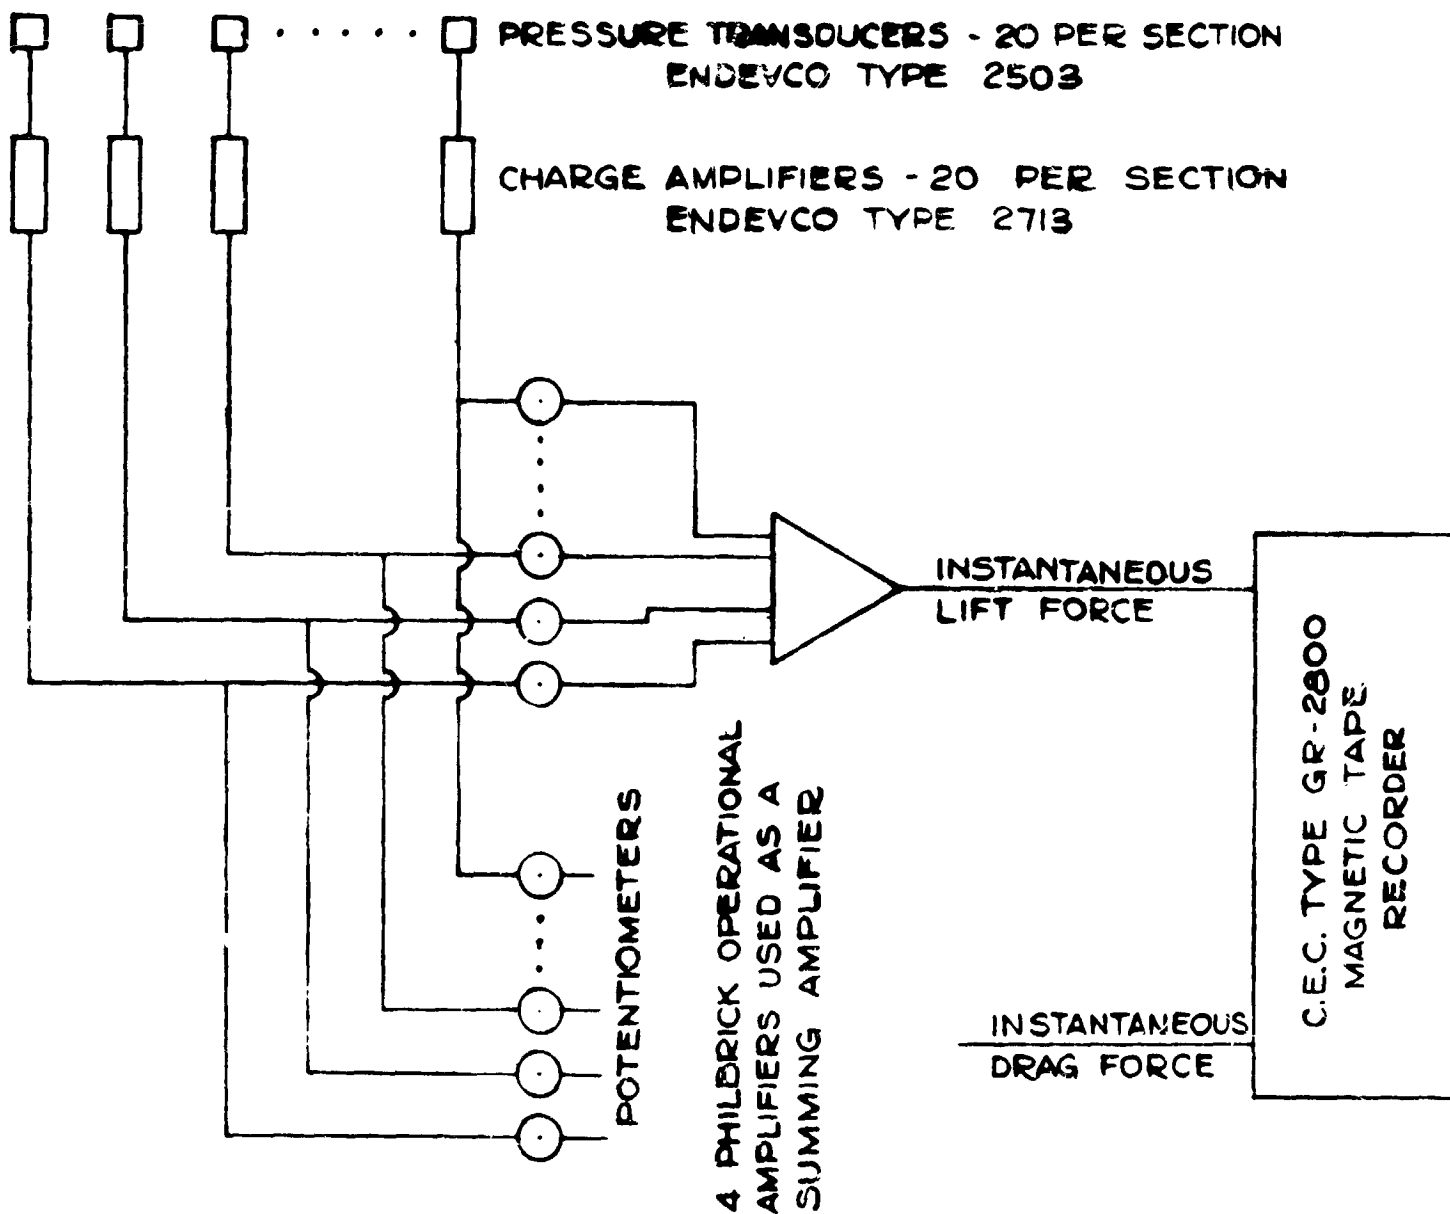 PRESSURE TRANSDUCERS - 20 PER SECTION
ENDEVCO TYPE 2503
CHARGE AMPLIFIERS - 20 PER SECTION
ENDEVCO TYPE 2713
INSTANTANEOUS
LIFT FORCE
C.E.C. TYPE GR-2800
MAGNETIC TAPE
RECORDER
POTENTIOMETERS
4 PHILBRICK OPERATIONAL
AMPLIFIERS USED AS A
SUMMING AMPLIFIER
INSTANTANEOUS
DRAG FORCE